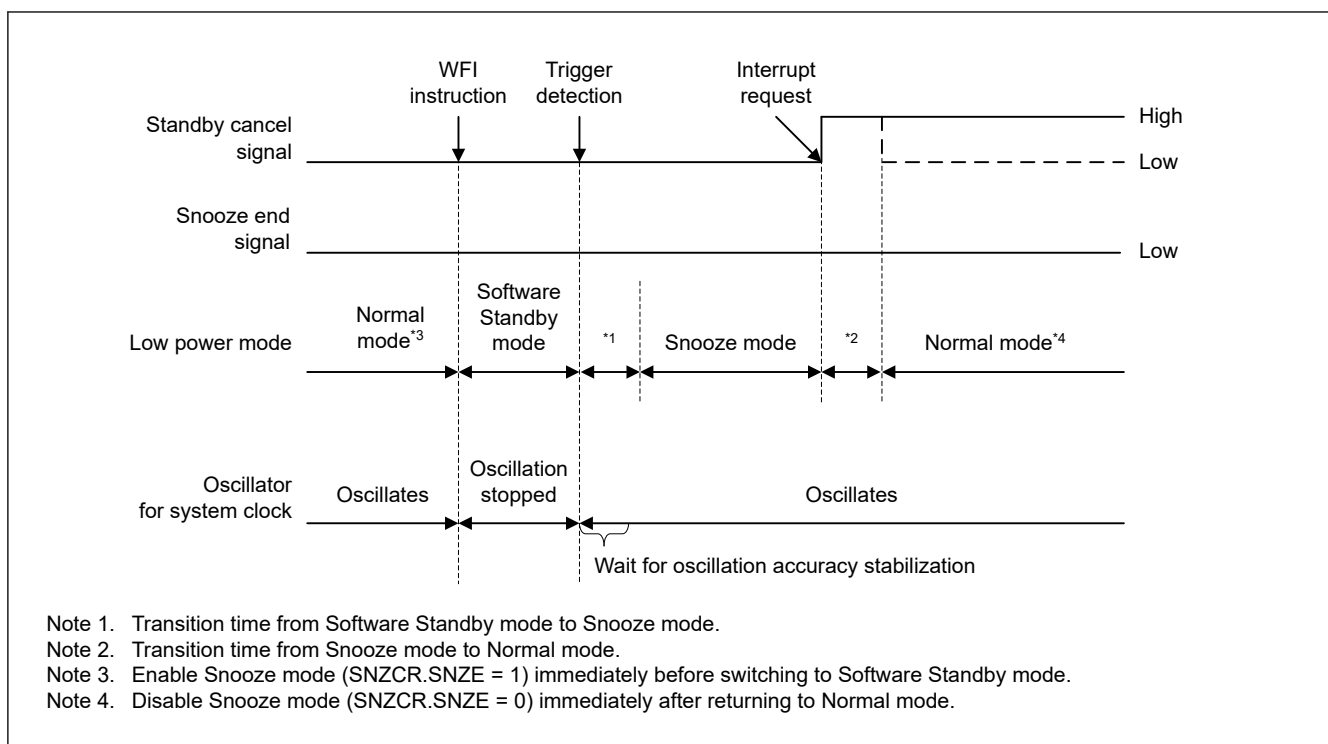 WFI
instruction
Trigger
detection
Interrupt
request
Standby cancel
signal
High
Low
Snooze end
signal
Low
Low power mode
Normal
mode*3
Software
Standby
mode
*1
Snooze mode
*2
Normal mode*4
Oscillator
for system clock
Oscillates
Oscillation
stopped
Oscillates
Wait for oscillation accuracy stabilization
Note 1. Transition time from Software Standby mode to Snooze mode.
Note 2. Transition time from Snooze mode to Normal mode.
Note 3. Enable Snooze mode (SNZCR.SNZE = 1) immediately before switching to Software Standby mode.
Note 4. Disable Snooze mode (SNZCR.SNZE = 0) immediately after returning to Normal mode.